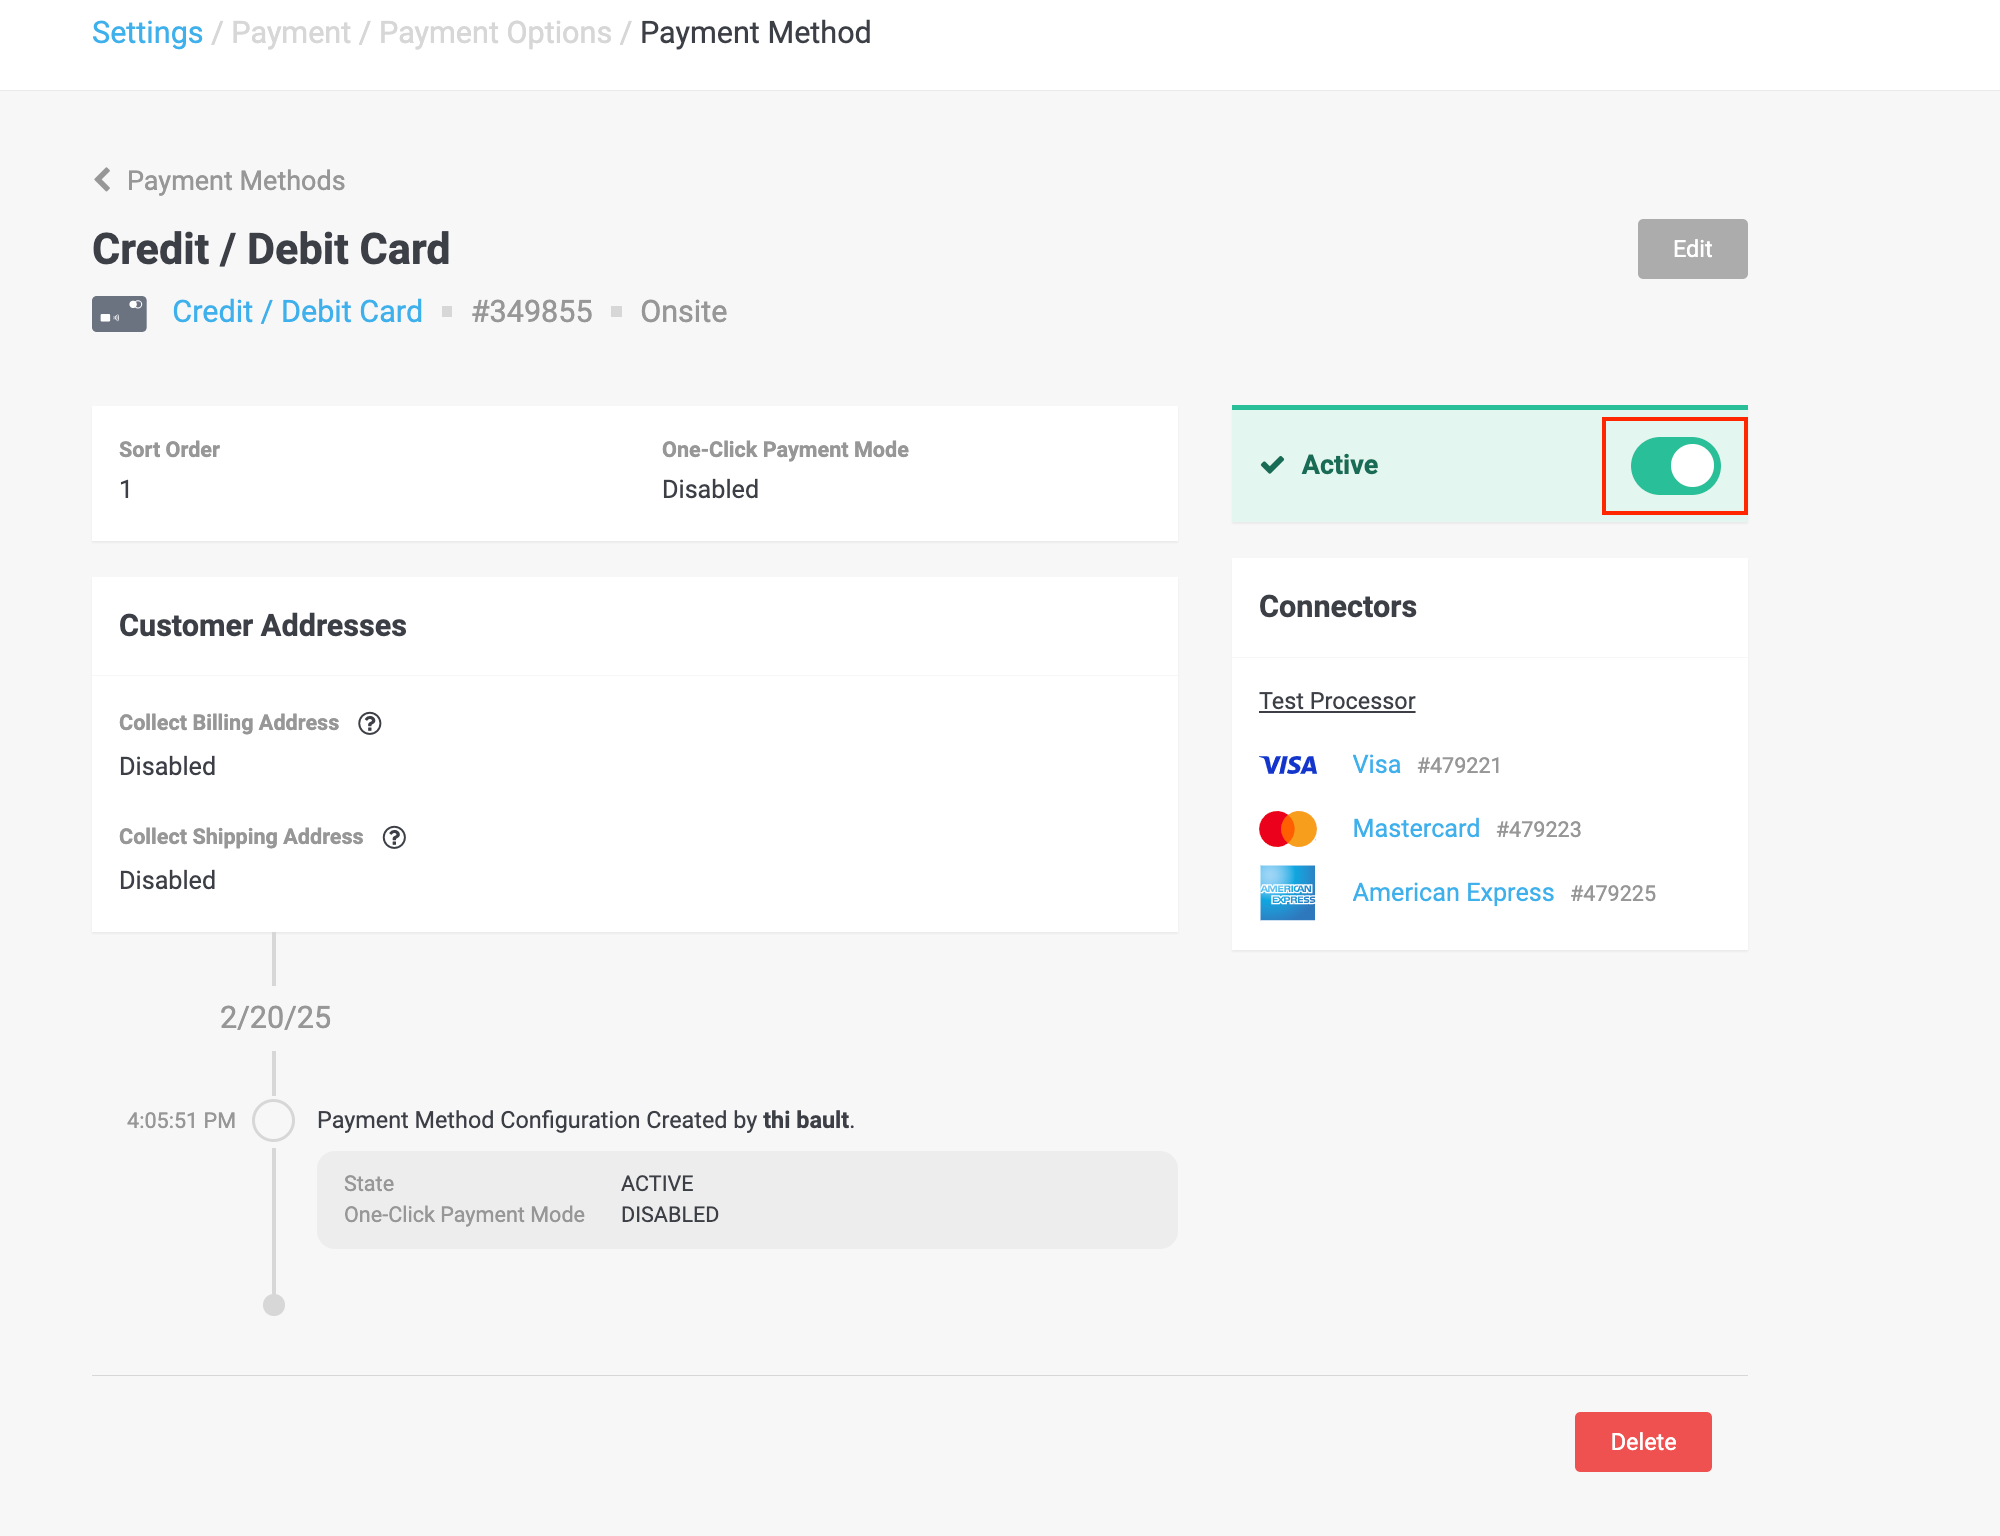 Settings / Payment / Payment Options / Payment Method
Payment Methods
Credit / Debit Card
Edit
Credit / Debit Card #349855 Onsite
Sort Order
1
One-Click Payment Mode
Disabled
Active
Customer Addresses
Collect Billing Address ?
Disabled
Collect Shipping Address ?
Disabled
Connectors
Test Processor
VISA Visa #479221
Mastercard #479223
AMERICAN EXPRESS American Express #479225
2/20/25
4:05:51 PM Payment Method Configuration Created by thi bault.
State ACTIVE
One-Click Payment Mode DISABLED
Delete